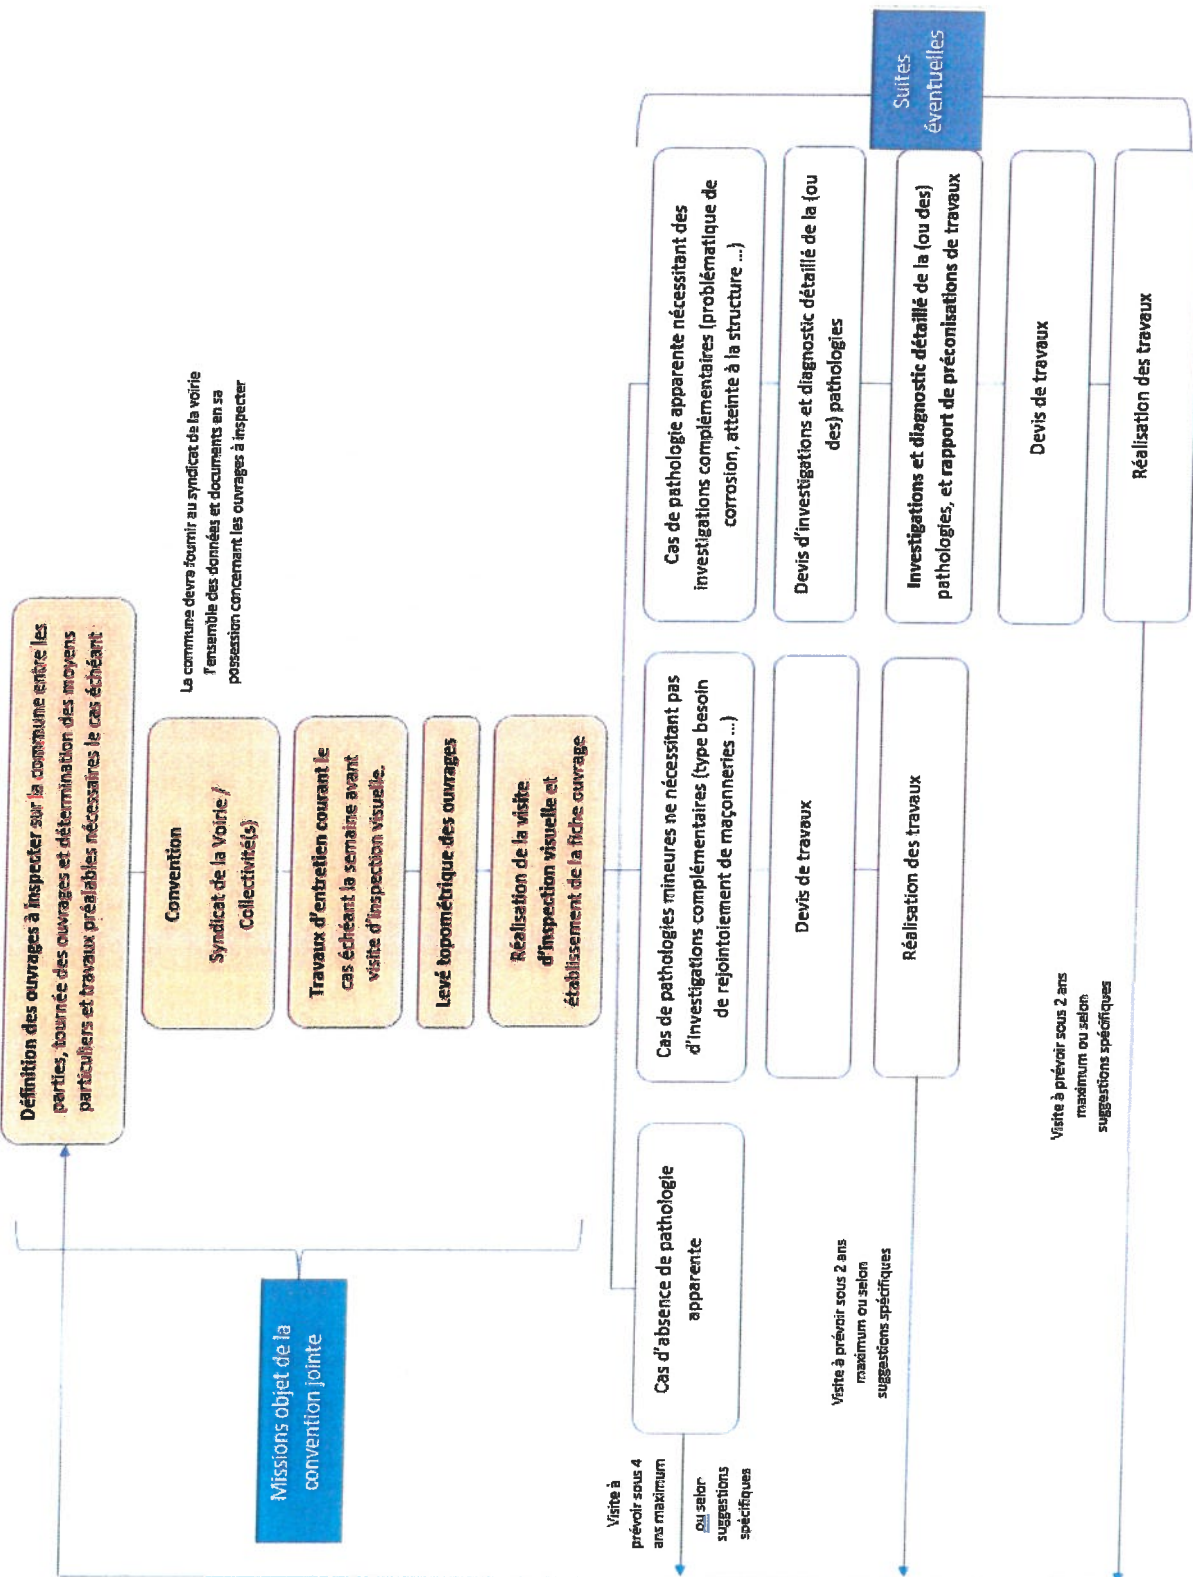 Définition des ouvrages à inspecter sur la commune entre les
parties, tournée des ouvrages et détermination des moyens
particuliers et travaux préalables nécessaires le cas échéant
Missions objet de la
convention jointe
Convention
Syndicat de la Voirie /
Collectivité(s)
La commune devra fournir au syndicat de la voirie
l'ensemble des données et documents en sa
possession concernant les ouvrages à inspecter
Travaux d'entretien courant le
cas échéant la semaine avant
visite d'inspection visuelle.
Levé topométrique des ouvrages
Réalisation de la visite
d'inspection visuelle et
établissement de la fiche ouvrage
Cas d'absence de pathologie
apparente
Visite à
prévoir sous 4
ans maximum
ou selon
suggestions
spécifiques
Cas de pathologies mineures ne nécessitant pas
d'investigations complémentaires (type besoin
de rejointoiement de maçonneries ...)
Devis de travaux
Réalisation des travaux
Visite à prévoir sous 2 ans
maximum ou selon
suggestions spécifiques
Cas de pathologie apparente nécessitant des
investigations complémentaires (problématique de
corrosion, atteinte à la structure ...)
Devis d'investigations et diagnostic détaillé de la (ou
des) pathologies
Investigations et diagnostic détaillé de la (ou des)
pathologies, et rapport de préconisations de travaux
Devis de travaux
Réalisation des travaux
Visite à prévoir sous 2 ans
maximum ou selon
suggestions spécifiques
Suites
éventuelles